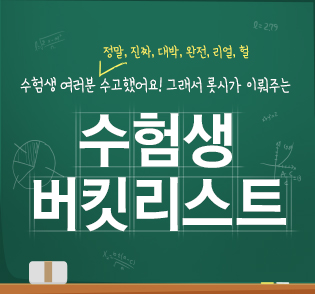 정말, 진짜, 대박, 완전, 리얼, 헐
수험생 여러분 수고했어요! 그래서 롯시가 이뤄주는
수험생
버킷리스트